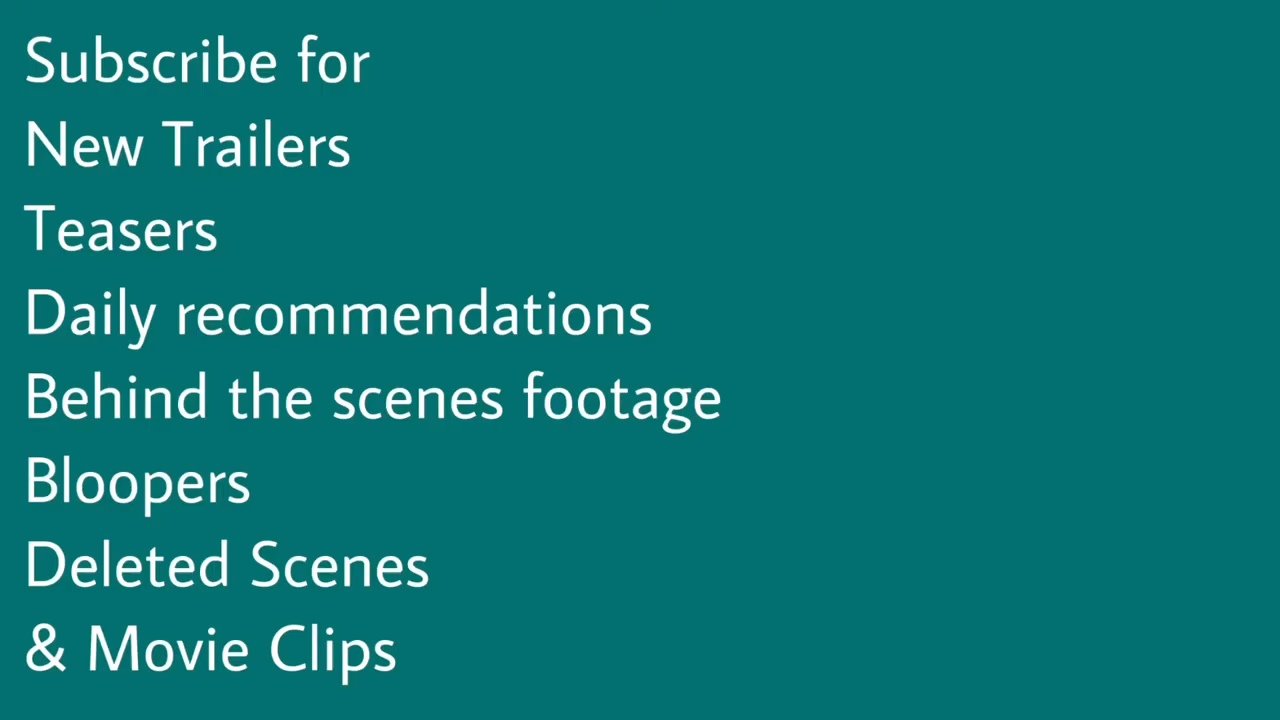 Subscribe for
New Trailers
Teasers
Daily recommendations
Behind the scenes footage
Bloopers
Deleted Scenes
& Movie Clips